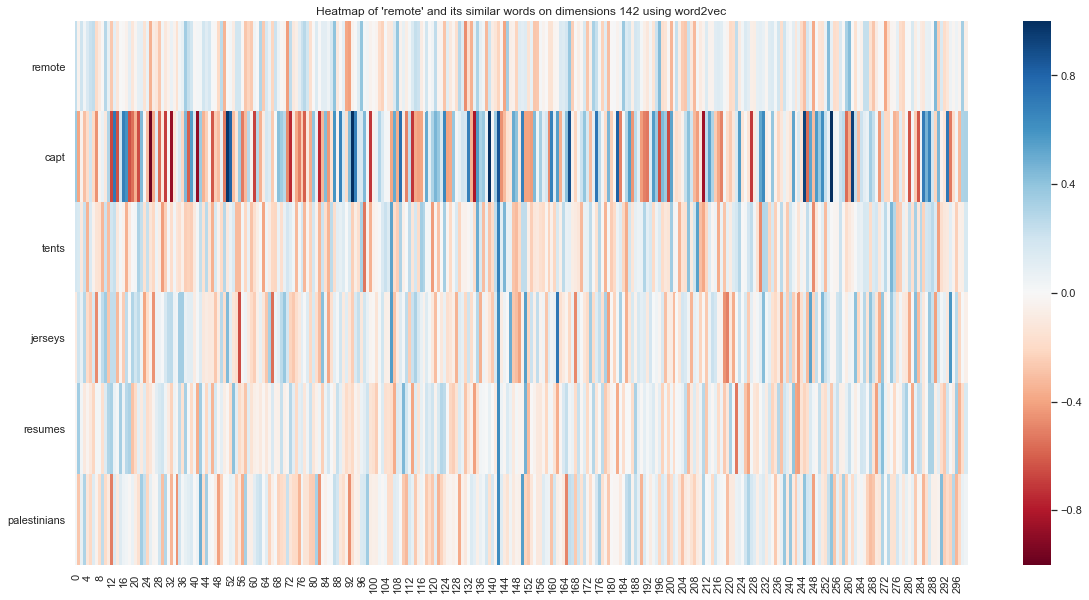 Heatmap of 'remote' and its similar words on dimensions 142 using word2vec
remote
capt
tents
jerseys
resumes
palestinians
0 4 8 12 16 20 24 28 32 36 40 44 48 52 56 60 64 68 72 76 80 84 88 92 96 100 104 108 112 116 120 124 128 132 136 140 144 148 152 156 160 164 168 172 176 180 184 188 192 196 200 204 208 212 216 220 224 228 232 236 240 244 248 252 256 260 264 268 272 276 280 284 288 292 296
0.8
0.4
0.0
−0.4
−0.8